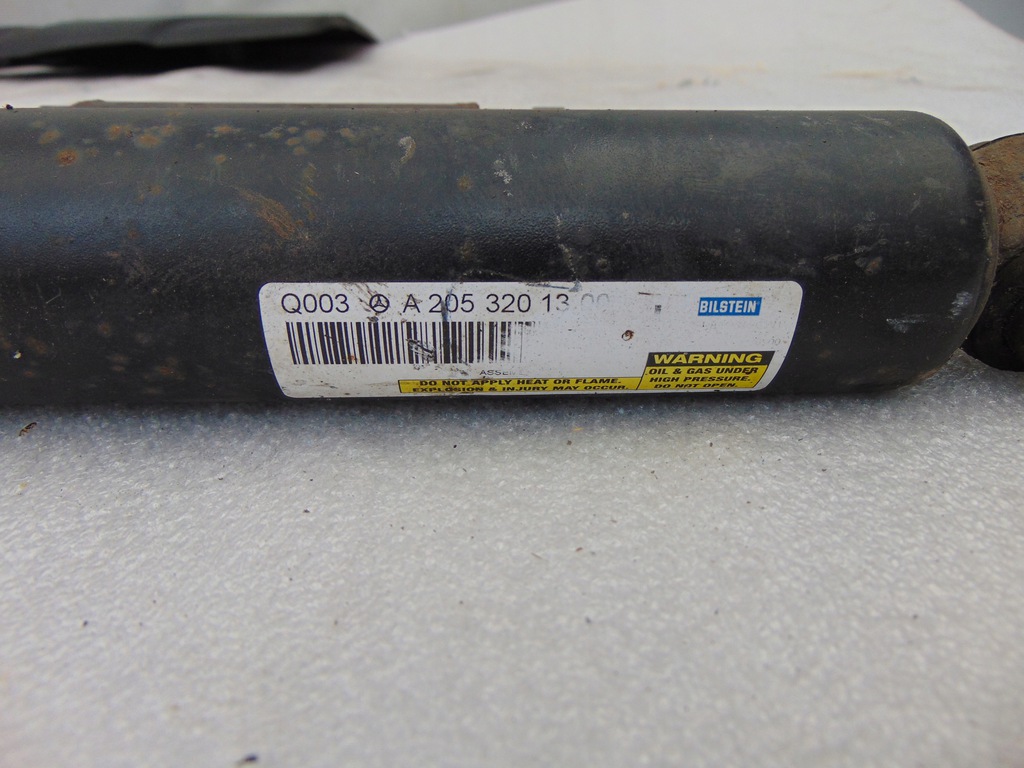 Q003 A 205 320 13 00
BILSTEIN
WARNING
OIL & GAS UNDER
HIGH PRESSURE.
DO NOT OPEN.
DO NOT APPLY HEAT OR FLAME.
EXPLOSION & INJURY MAY OCCUR.